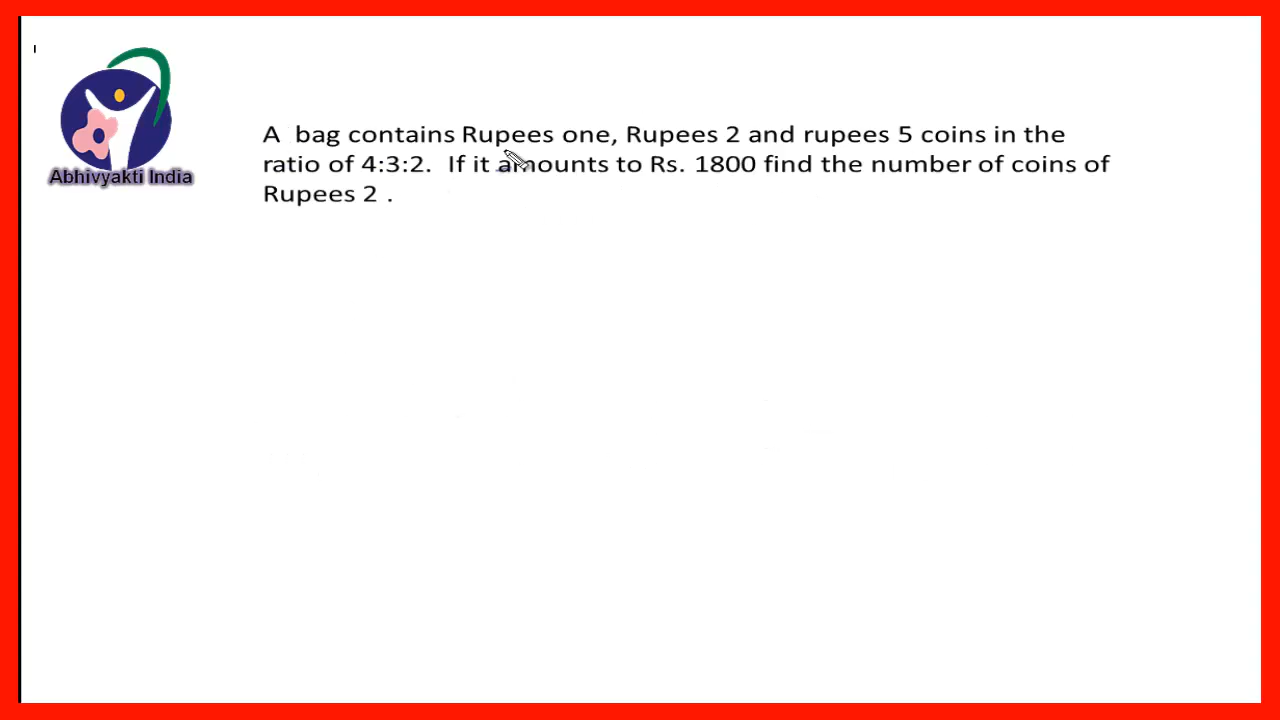 Abhivyakti India
A bag contains Rupees one, Rupees 2 and rupees 5 coins in the
ratio of 4:3:2. If it amounts to Rs. 1800 find the number of coins of
Rupees 2 .